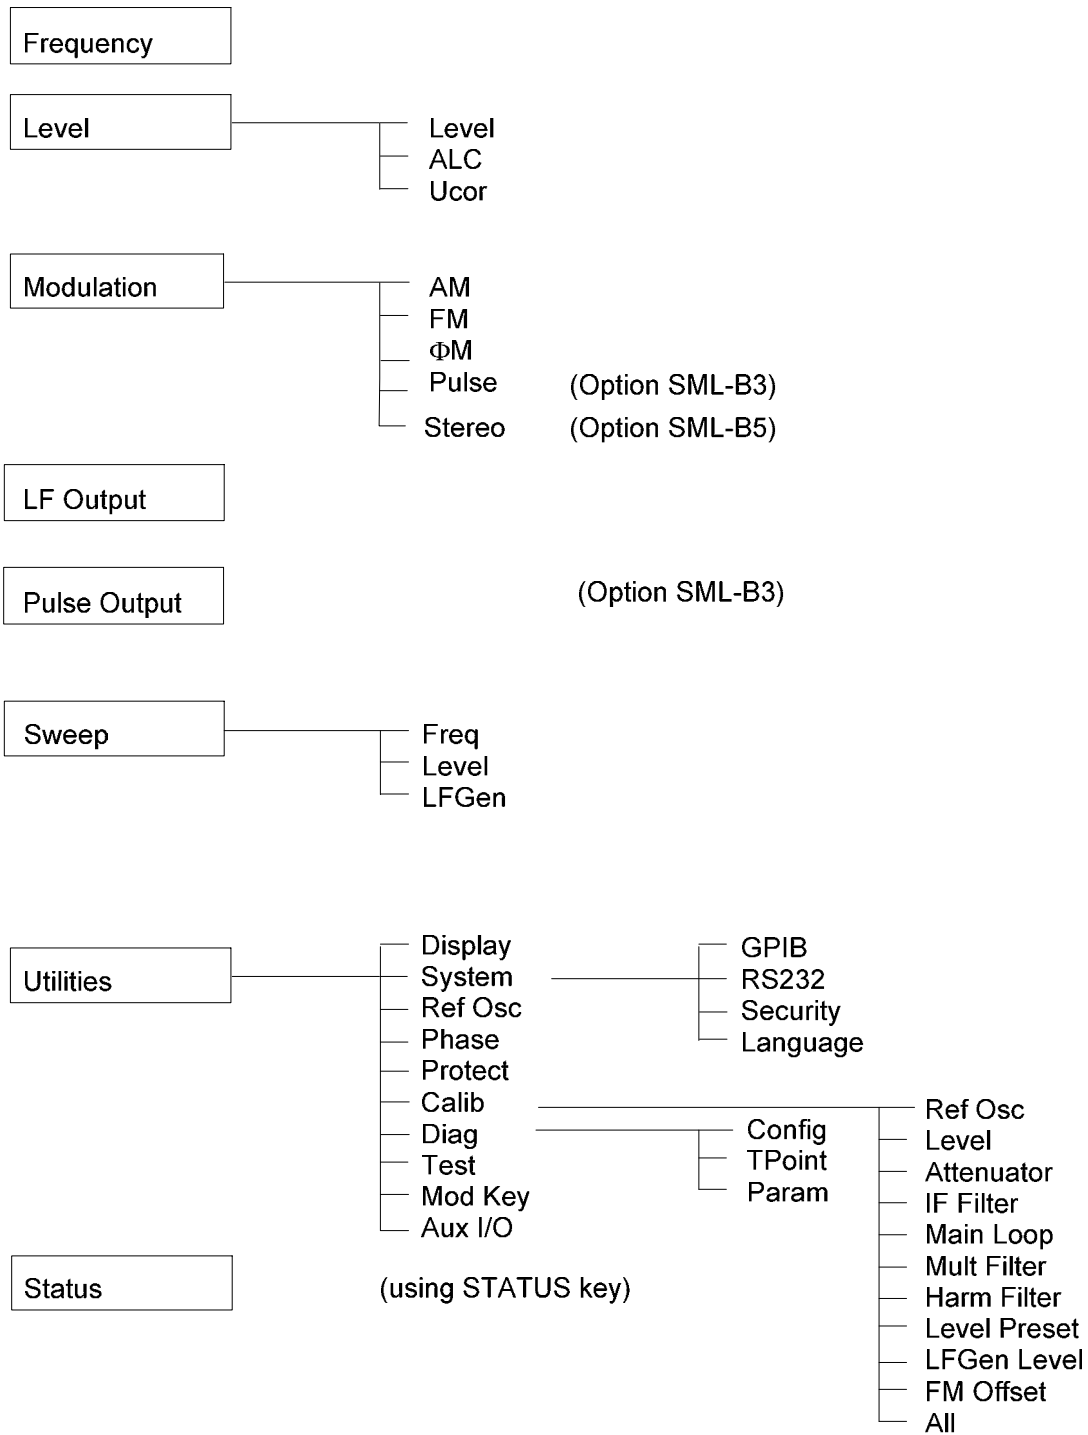 Frequency
Level
Level
ALC
Ucor
Modulation
AM
FM
ΦM
Pulse (Option SML-B3)
Stereo (Option SML-B5)
LF Output
Pulse Output (Option SML-B3)
Sweep
Freq
Level
LFGen
Utilities
Display
System
Ref Osc
Phase
Protect
Calib
Diag
Test
Mod Key
Aux I/O
GPIB
RS232
Security
Language
Config
TPoint
Param
Ref Osc
Level
Attenuator
IF Filter
Main Loop
Mult Filter
Harm Filter
Level Preset
LFGen Level
FM Offset
All
Status (using STATUS key)